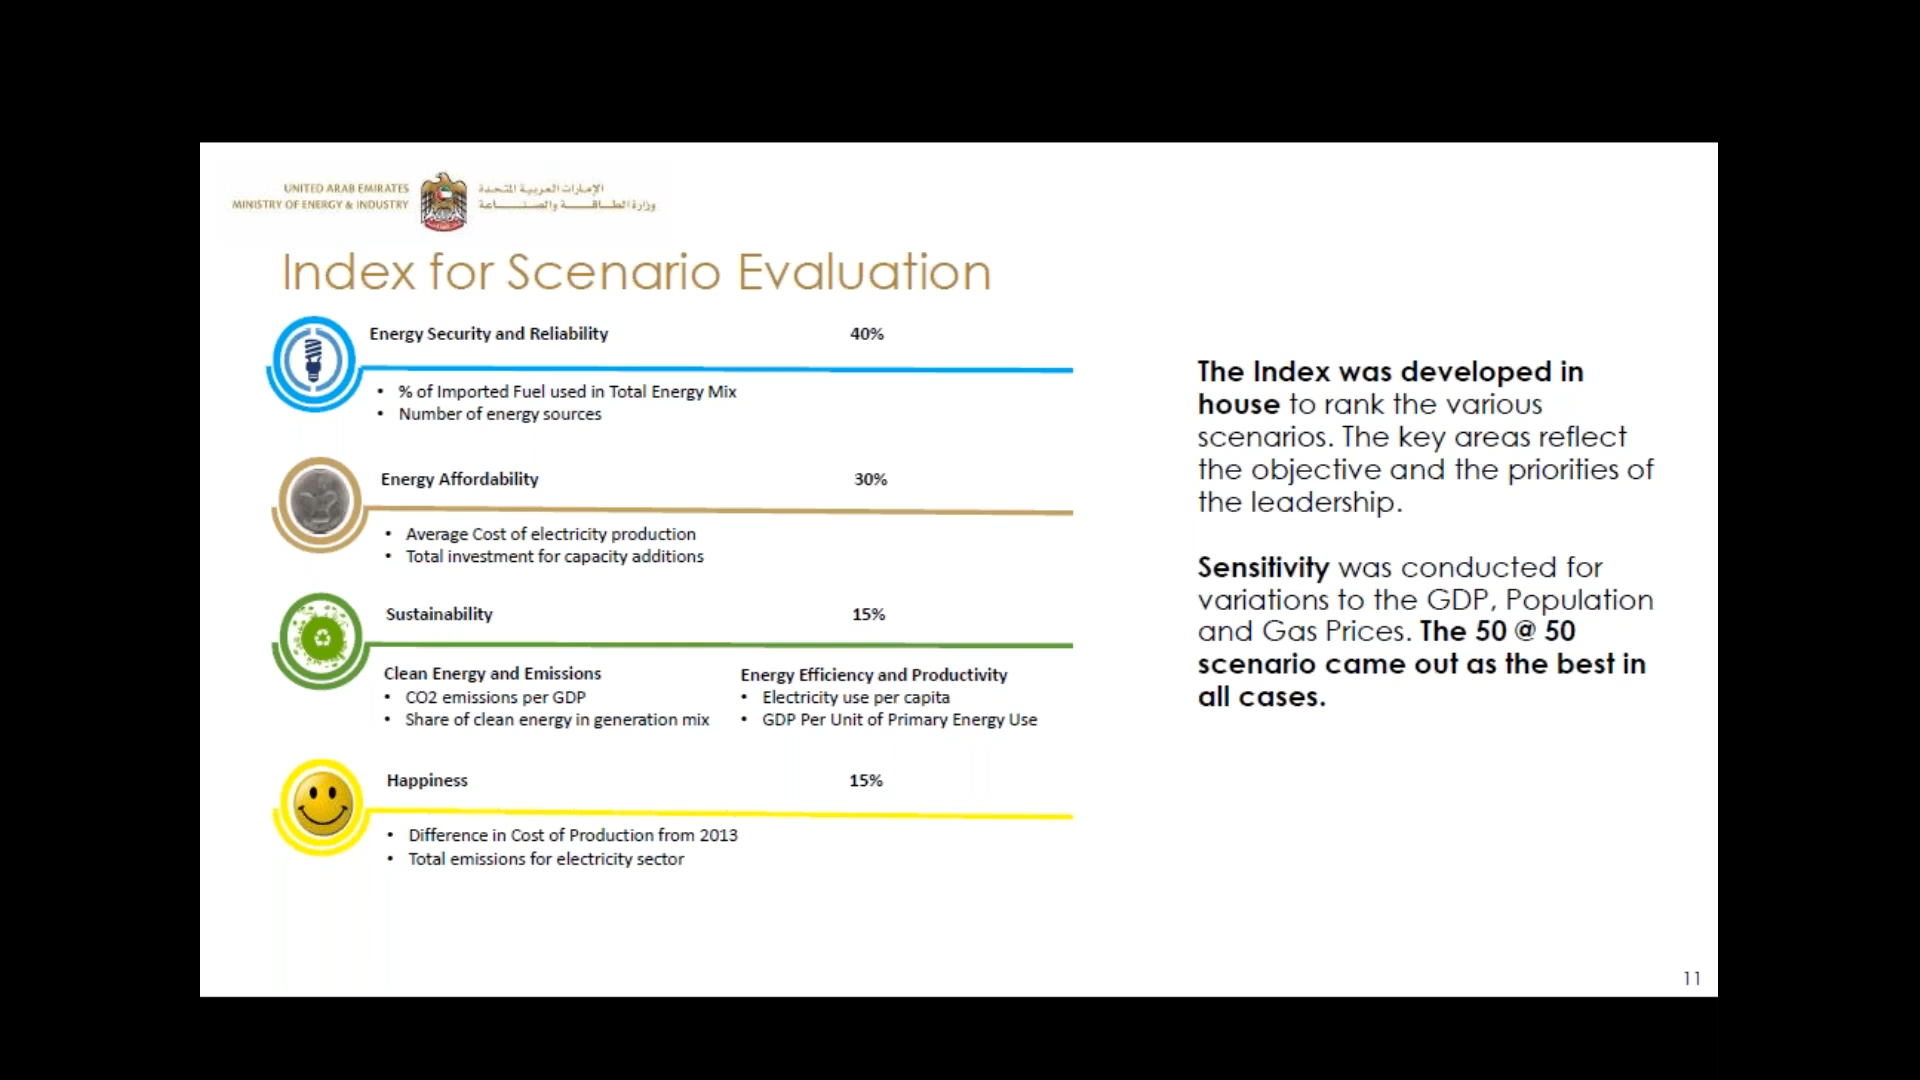 UNITED ARAB EMIRATES
MINISTRY OF ENERGY & INDUSTRY
الإمارات العربية المتحدة
وزارة الطاقة والصناعة
Index for Scenario Evaluation
Energy Security and Reliability 40%
• % of Imported Fuel used in Total Energy Mix
• Number of energy sources
Energy Affordability 30%
• Average Cost of electricity production
• Total investment for capacity additions
Sustainability 15%
Clean Energy and Emissions
• CO2 emissions per GDP
• Share of clean energy in generation mix
Energy Efficiency and Productivity
• Electricity use per capita
• GDP Per Unit of Primary Energy Use
Happiness 15%
• Difference in Cost of Production from 2013
• Total emissions for electricity sector
The Index was developed in
house to rank the various
scenarios. The key areas reflect
the objective and the priorities of
the leadership.
Sensitivity was conducted for
variations to the GDP, Population
and Gas Prices. The 50 @ 50
scenario came out as the best in
all cases.
11